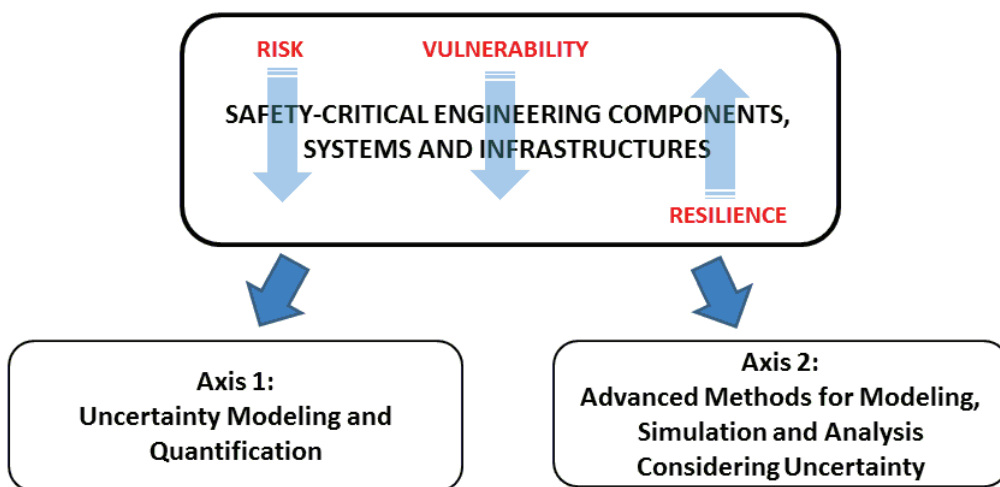 RISK
VULNERABILITY
SAFETY-CRITICAL ENGINEERING COMPONENTS,
SYSTEMS AND INFRASTRUCTURES
RESILIENCE
Axis 1:
Uncertainty Modeling and
Quantification
Axis 2:
Advanced Methods for Modeling,
Simulation and Analysis
Considering Uncertainty